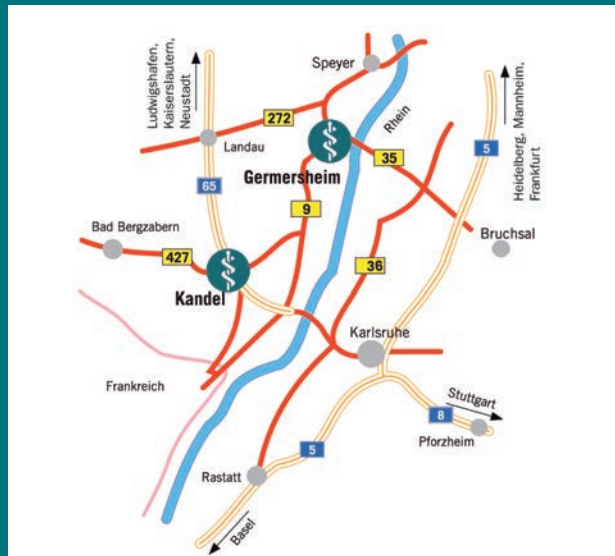 Ludwigshafen,
Kaiserslautern,
Neustadt
Speyer
Rhein
Heidelberg, Mannheim,
Frankfurt
272
Landau
5
Germersheim
35
65
9
Bad Bergzabern
Bruchsal
427
36
Kandel
Karlsruhe
Frankreich
Stuttgart
8
Pforzheim
5
Rastatt
Basel